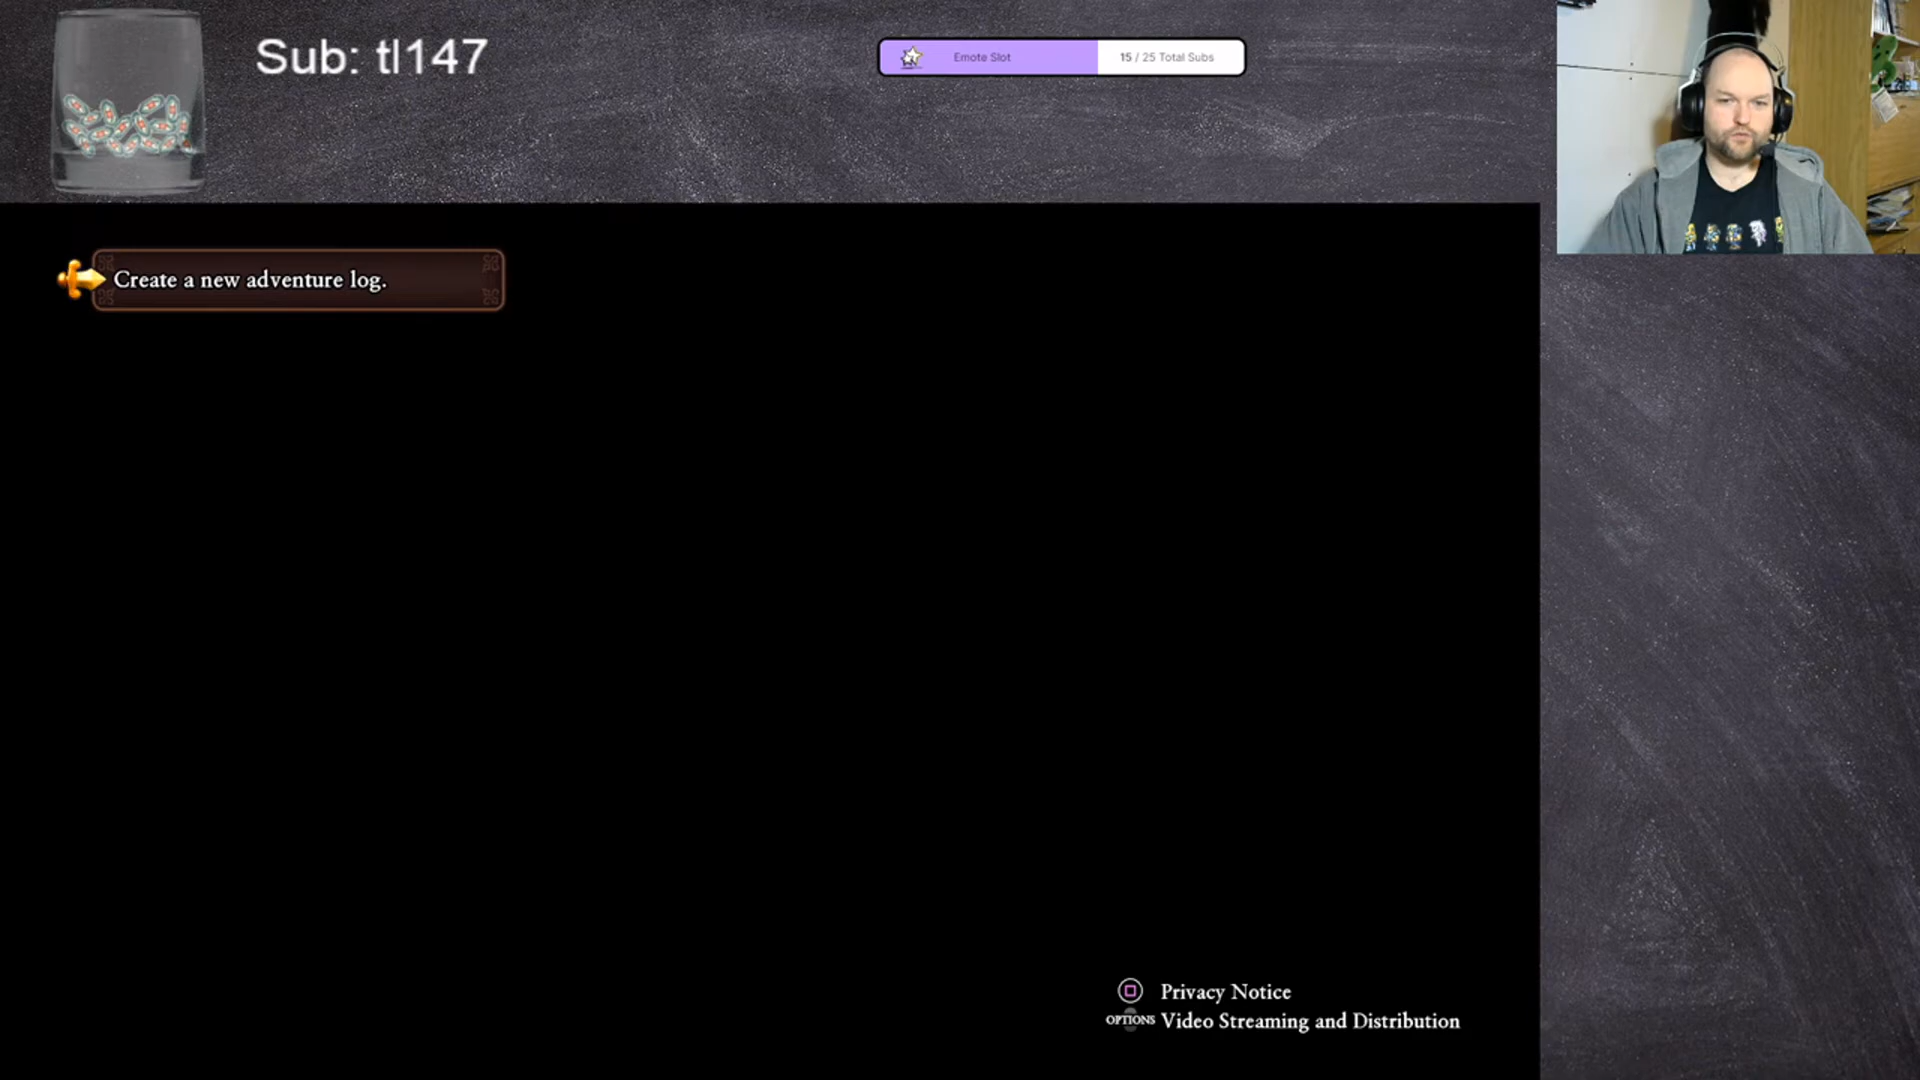 Sub: tl147
Emote Slot
15 / 25 Total Subs
Create a new adventure log.
Privacy Notice
OPTIONS Video Streaming and Distribution